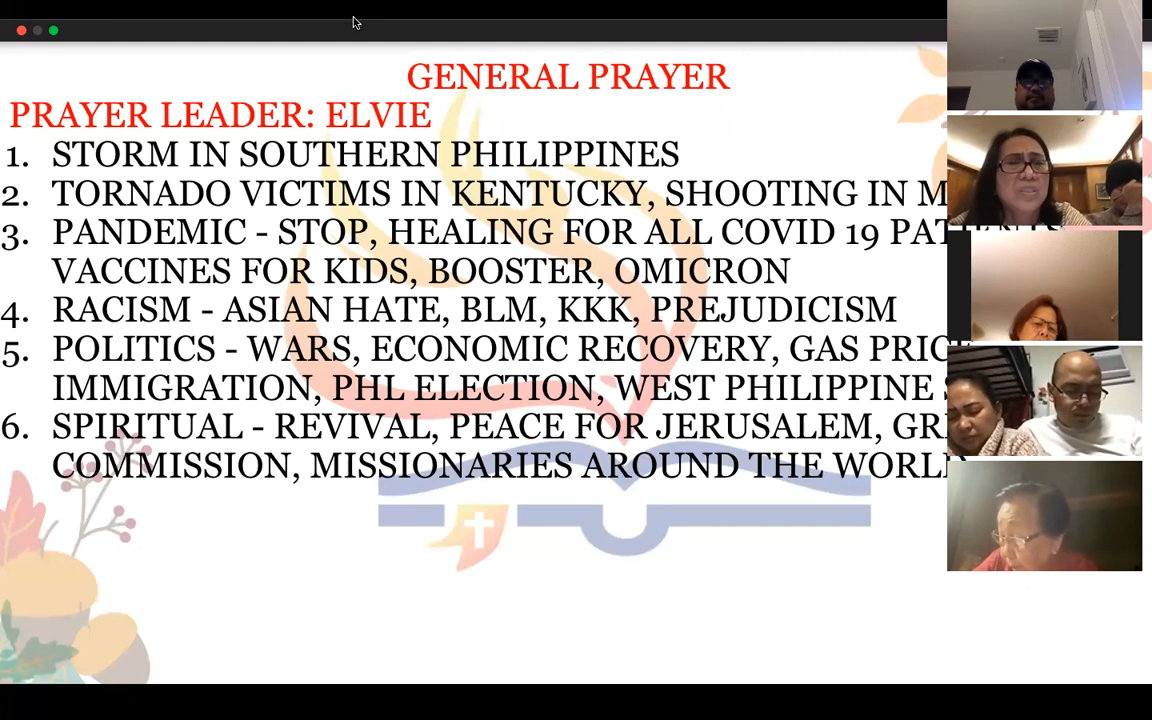 GENERAL PRAYER
PRAYER LEADER: ELVIE
1. STORM IN SOUTHERN PHILIPPINES
2. TORNADO VICTIMS IN KENTUCKY, SHOOTING IN
3. PANDEMIC - STOP, HEALING FOR ALL COVID 19 PATIENTS
VACCINES FOR KIDS, BOOSTER, OMICRON
4. RACISM - ASIAN HATE, BLM, KKK, PREJUDICISM
5. POLITICS - WARS, ECONOMIC RECOVERY, GAS PRICE
IMMIGRATION, PHL ELECTION, WEST PHILIPPINE
6. SPIRITUAL - REVIVAL, PEACE FOR JERUSALEM,
COMMISSION, MISSIONARIES AROUND THE WORLD